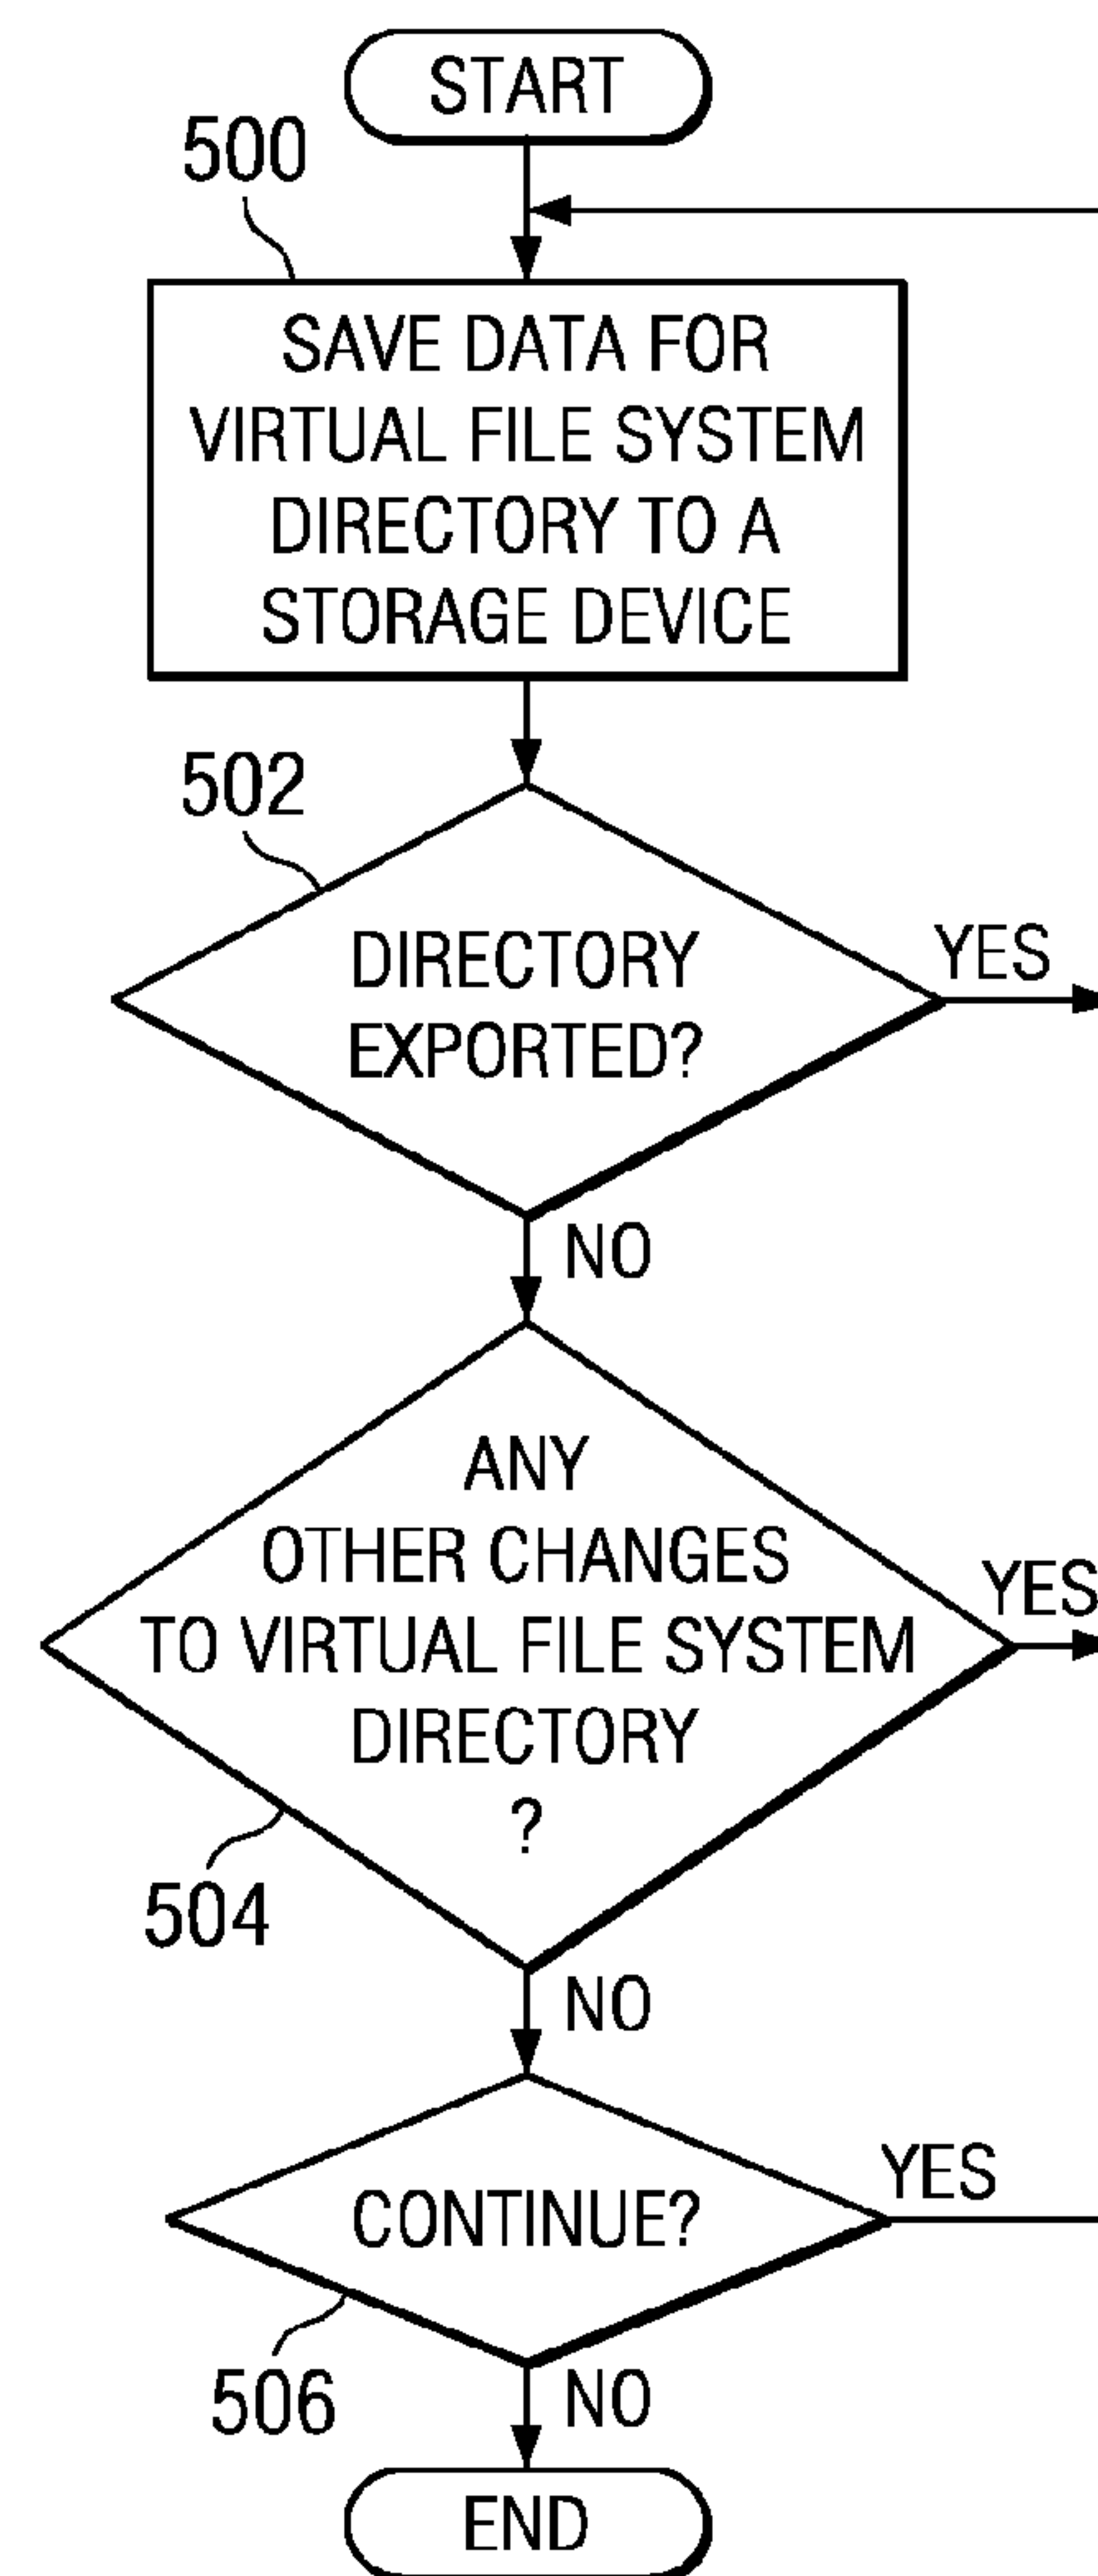 START
500
SAVE DATA FOR
VIRTUAL FILE SYSTEM
DIRECTORY TO A
STORAGE DEVICE
502
DIRECTORY
EXPORTED?
YES
NO
ANY
OTHER CHANGES
TO VIRTUAL FILE SYSTEM
DIRECTORY
?
YES
504
NO
CONTINUE?
YES
506
NO
END